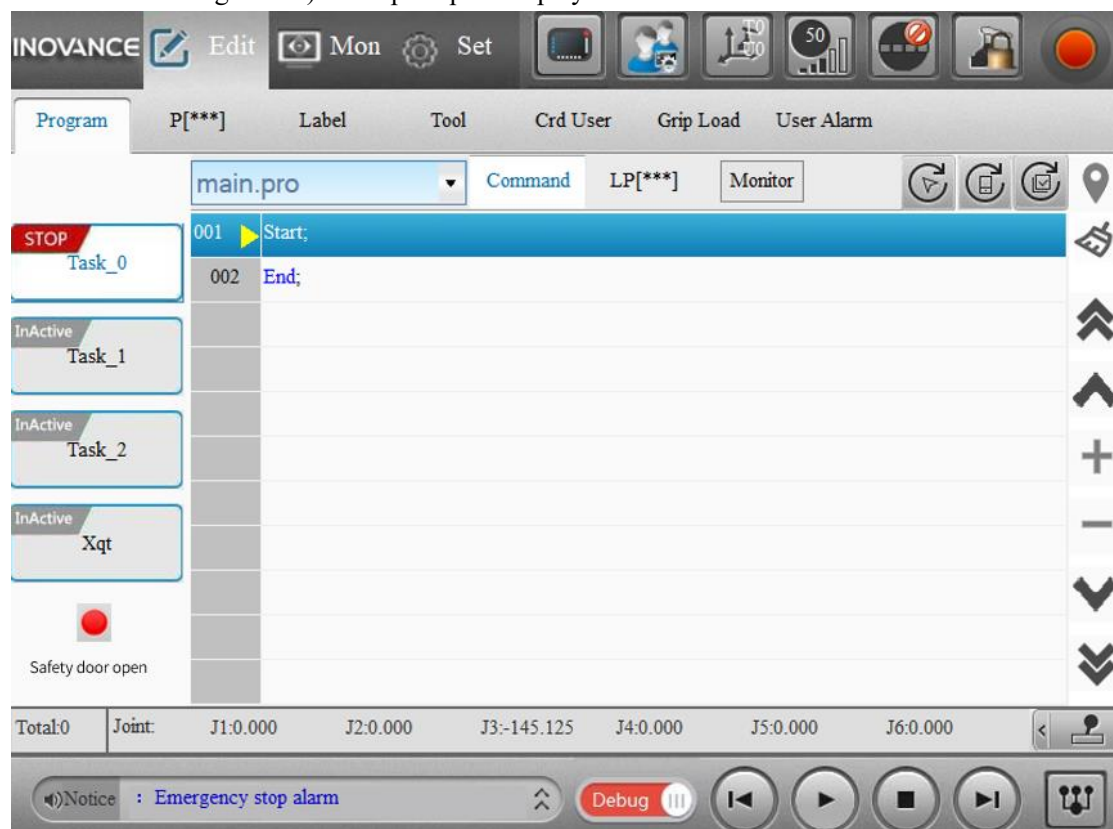 INOVANCE Edit Mon Set T0 U0 50
Program P[***] Label Tool Crd User Grip Load User Alarm
main.pro Command LP[***] Monitor
STOP
Task_0
001 Start;
002 End;
InActive
Task_1
InActive
Task_2
InActive
Xqt
Safety door open
Total:0 Joint: J1:0.000 J2:0.000 J3:-145.125 J4:0.000 J5:0.000 J6:0.000
Notice : Emergency stop alarm Debug